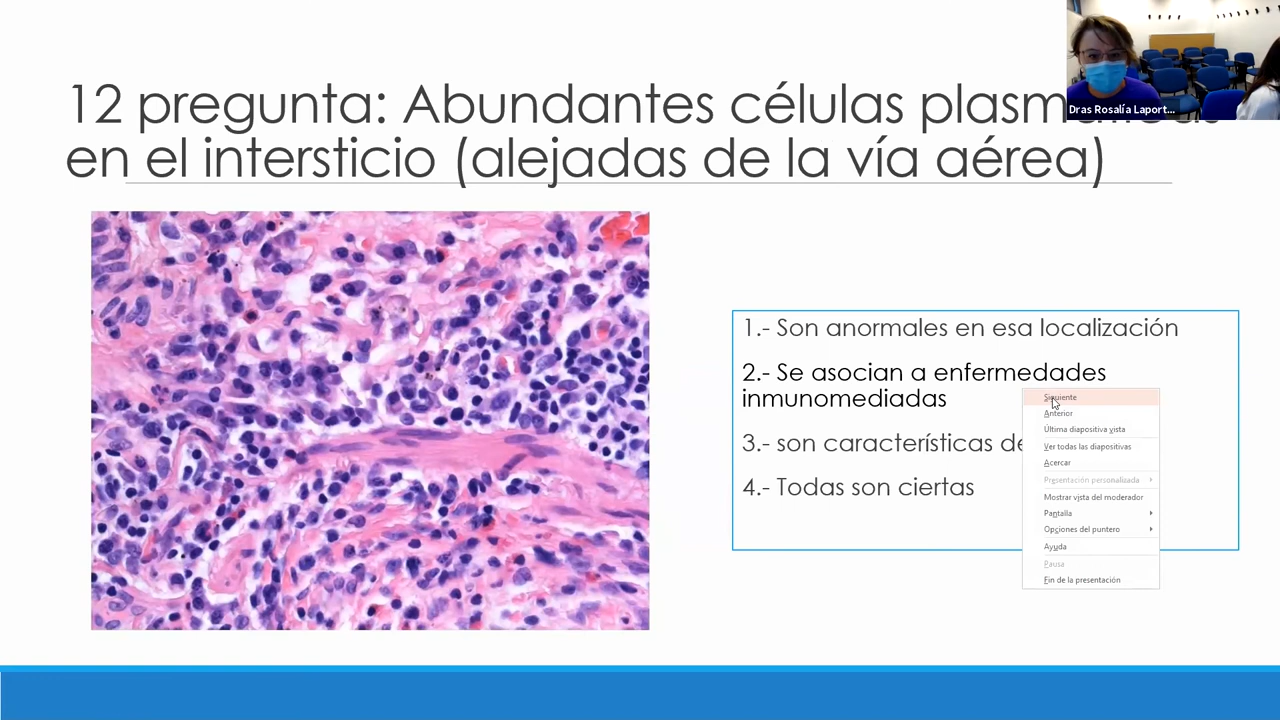 12 pregunta: Abundantes células
en el intersticio (alejadas de la vía aérea)
Dras Rosalía Laport...
1.- Son anormales en esa localización
2.- Se asocian a enfermedades
inmunomediadas
3.- son características de
4.- Todas son ciertas
Siguiente
Anterior
Última diapositiva vista
Ver todas las diapositivas
Acercar
Presentación personalizada
Mostrar vista del moderador
Pantalla
Opciones del puntero
Ayuda
Pausa
Fin de la presentación